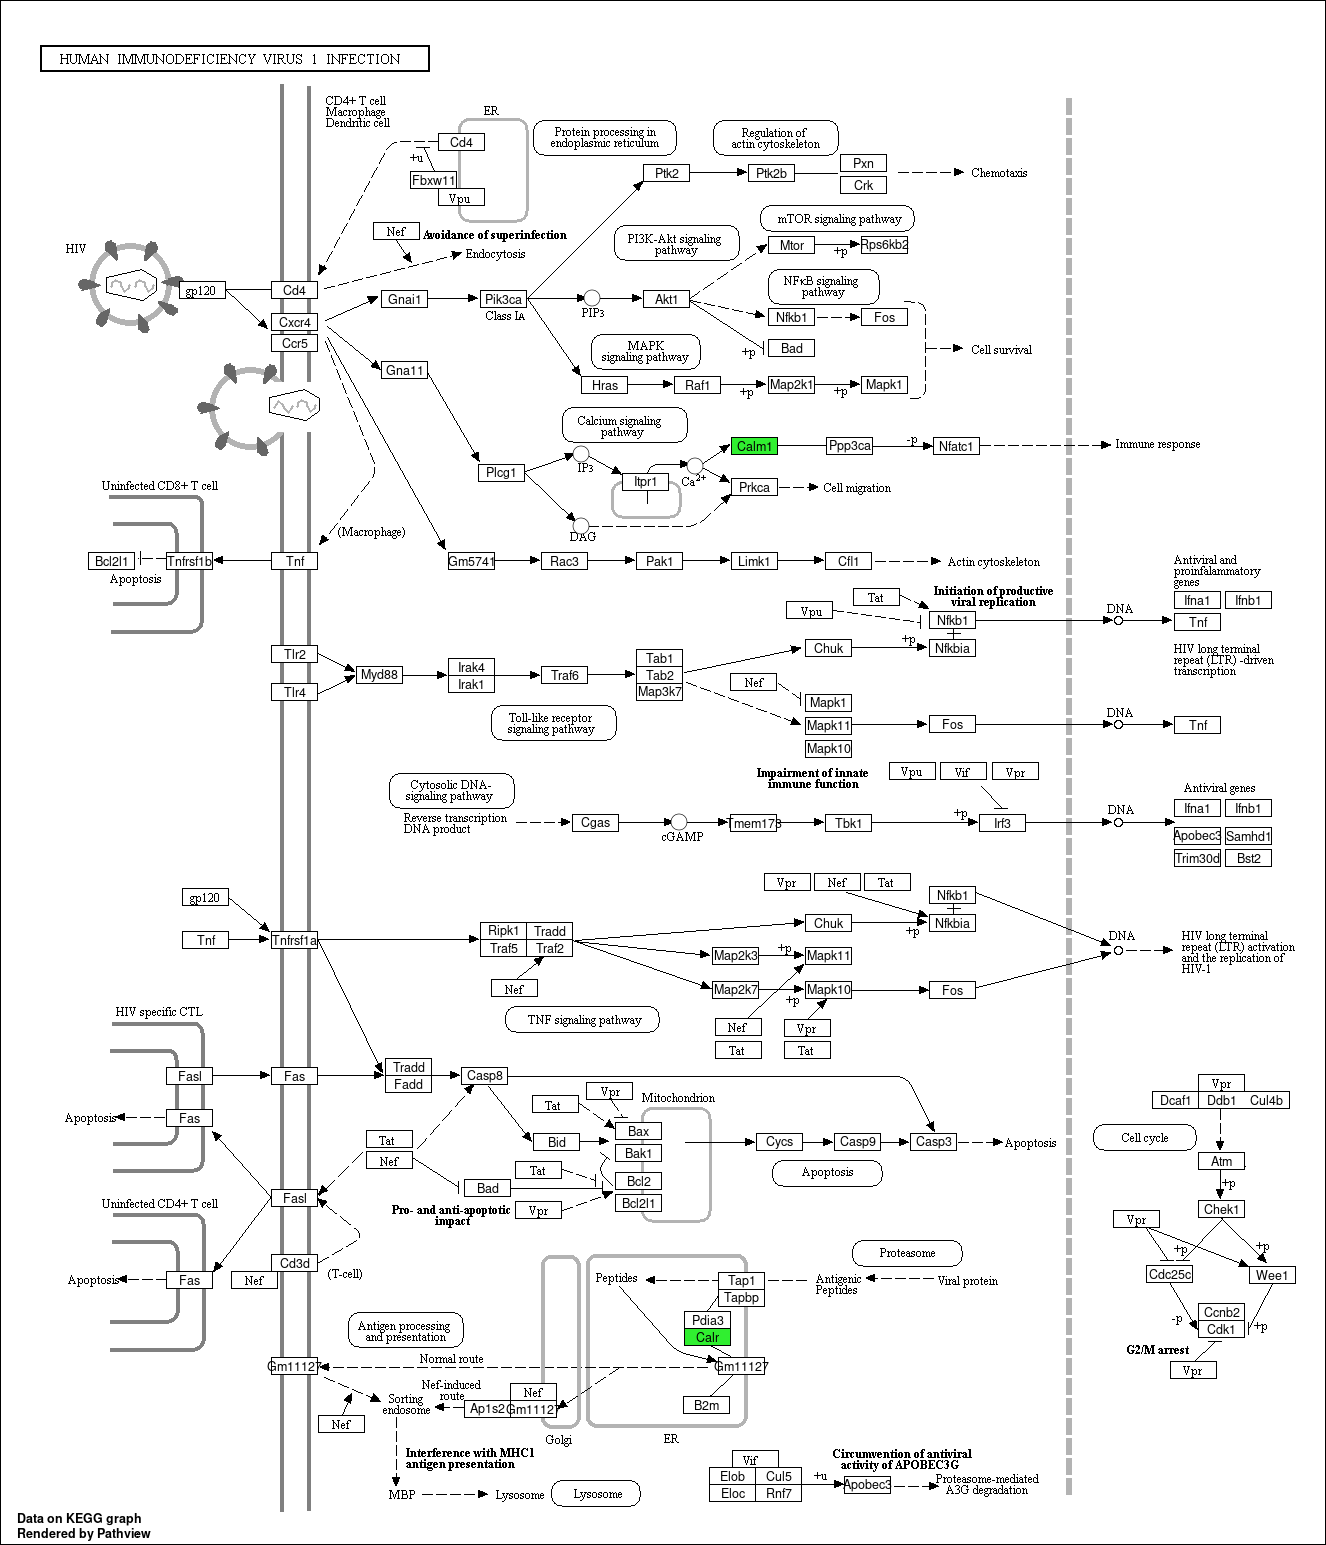 HUMAN IMMUNODEFICIENCY VIRUS 1 INFECTION
CD4+ T cell
Macrophage
Dendritic cell
ER
Cd4
+u
Fbxw11
Vpu
Protein processing in
endoplasmic reticulum
Regulation of
actin cytoskeleton
Ptk2
Ptk2b
Pxn
Crk
Chemotaxis
HIV
Nef
Avoidance of superinfection
Endocytosis
PI3K-Akt signaling
pathway
mTOR signaling pathway
Mtor
+p
Rps6kb2
gp120
Cd4
Cxcr4
Ccr5
Gnai1
Pik3ca
Class IA
PIP3
Akt1
NFκB signaling
pathway
Nfkb1
Fos
+p
Bad
Cell survival
MAPK
signaling pathway
Gna11
Hras
Raf1
+p
Map2k1
+p
Mapk1
Calcium signaling
pathway
Plcg1
IP3
Itpr1
Ca2+
Calm1
Ppp3ca
-p
Nfatc1
Immune response
Prkca
Cell migration
DAG
Uninfected CD8+ T cell
(Macrophage)
Bcl2l1
Tnfrsf1b
Tnf
Apoptosis
Gm5741
Rac3
Pak1
Limk1
Cfl1
Actin cytoskeleton
Antiviral and
proinfalammatory
genes
Ifna1
Ifnb1
Tnf
Tat
Vpu
Initiation of productive
viral replication
Nfkb1
DNA
+p
Chuk
Nfkbia
HIV long terminal
repeat (LTR) -driven
transcription
Tlr2
Tlr4
Myd88
Irak4
Irak1
Traf6
Tab1
Tab2
Map3k7
Nef
Mapk1
Mapk11
Mapk10
Fos
DNA
Tnf
Toll-like receptor
signaling pathway
Impairment of innate
immune function
Vpu
Vif
Vpr
Cytosolic DNA-
signaling pathway
Reverse transcription
DNA product
Cgas
cGAMP
Tmem173
Tbk1
+p
Irf3
DNA
Antiviral genes
Ifna1
Ifnb1
Apobec3
Samhd1
Trim30d
Bst2
gp120
Tnf
Tnfrsf1a
Ripk1
Tradd
Traf5
Traf2
Nef
Vpr
Nef
Tat
Nfkb1
Chuk
+p
Nfkbia
Map2k3
+p
Mapk11
Map2k7
+p
Mapk10
Fos
DNA
HIV long terminal
repeat (LTR) activation
and the replication of
HIV-1
Nef
Tat
Vpr
Tat
TNF signaling pathway
HIV specific CTL
Fasl
Fas
Tradd
Fadd
Casp8
Fas
Apoptosis
Tat
Nef
Tat
Vpr
Mitochondrion
Bax
Bak1
Bcl2
Bcl2l1
Bid
Tat
Bad
Vpr
Pro- and anti-apoptotic
impact
Cycs
Casp9
Casp3
Apoptosis
Apoptosis
Vpr
Dcaf1
Ddb1
Cul4b
Cell cycle
Atm
+p
Chek1
Vpr
+p
+p
Cdc25c
Wee1
Ccnb2
Cdk1
-p
+p
G2/M arrest
Vpr
Uninfected CD4+ T cell
Fasl
Fas
Apoptosis
Cd3d
Nef
(T-cell)
Proteasome
Peptides
Tap1
Tapbp
Antigenic
Peptides
Viral protein
Pdia3
Calr
Gm11127
B2m
Antigen processing
and presentation
Normal route
Gm11127
Nef-induced
route
Nef
Ap1s2
Gm11127
Sorting
endosome
Nef
Golgi
ER
Interference with MHC1
antigen presentation
MBP
Lysosome
Lysosome
Vif
Elob
Cul5
Eloc
Rnf7
+u
Circumvention of antiviral
activity of APOBEC3G
Apobec3
Proteasome-mediated
A3G degradation
Data on KEGG graph
Rendered by Pathview